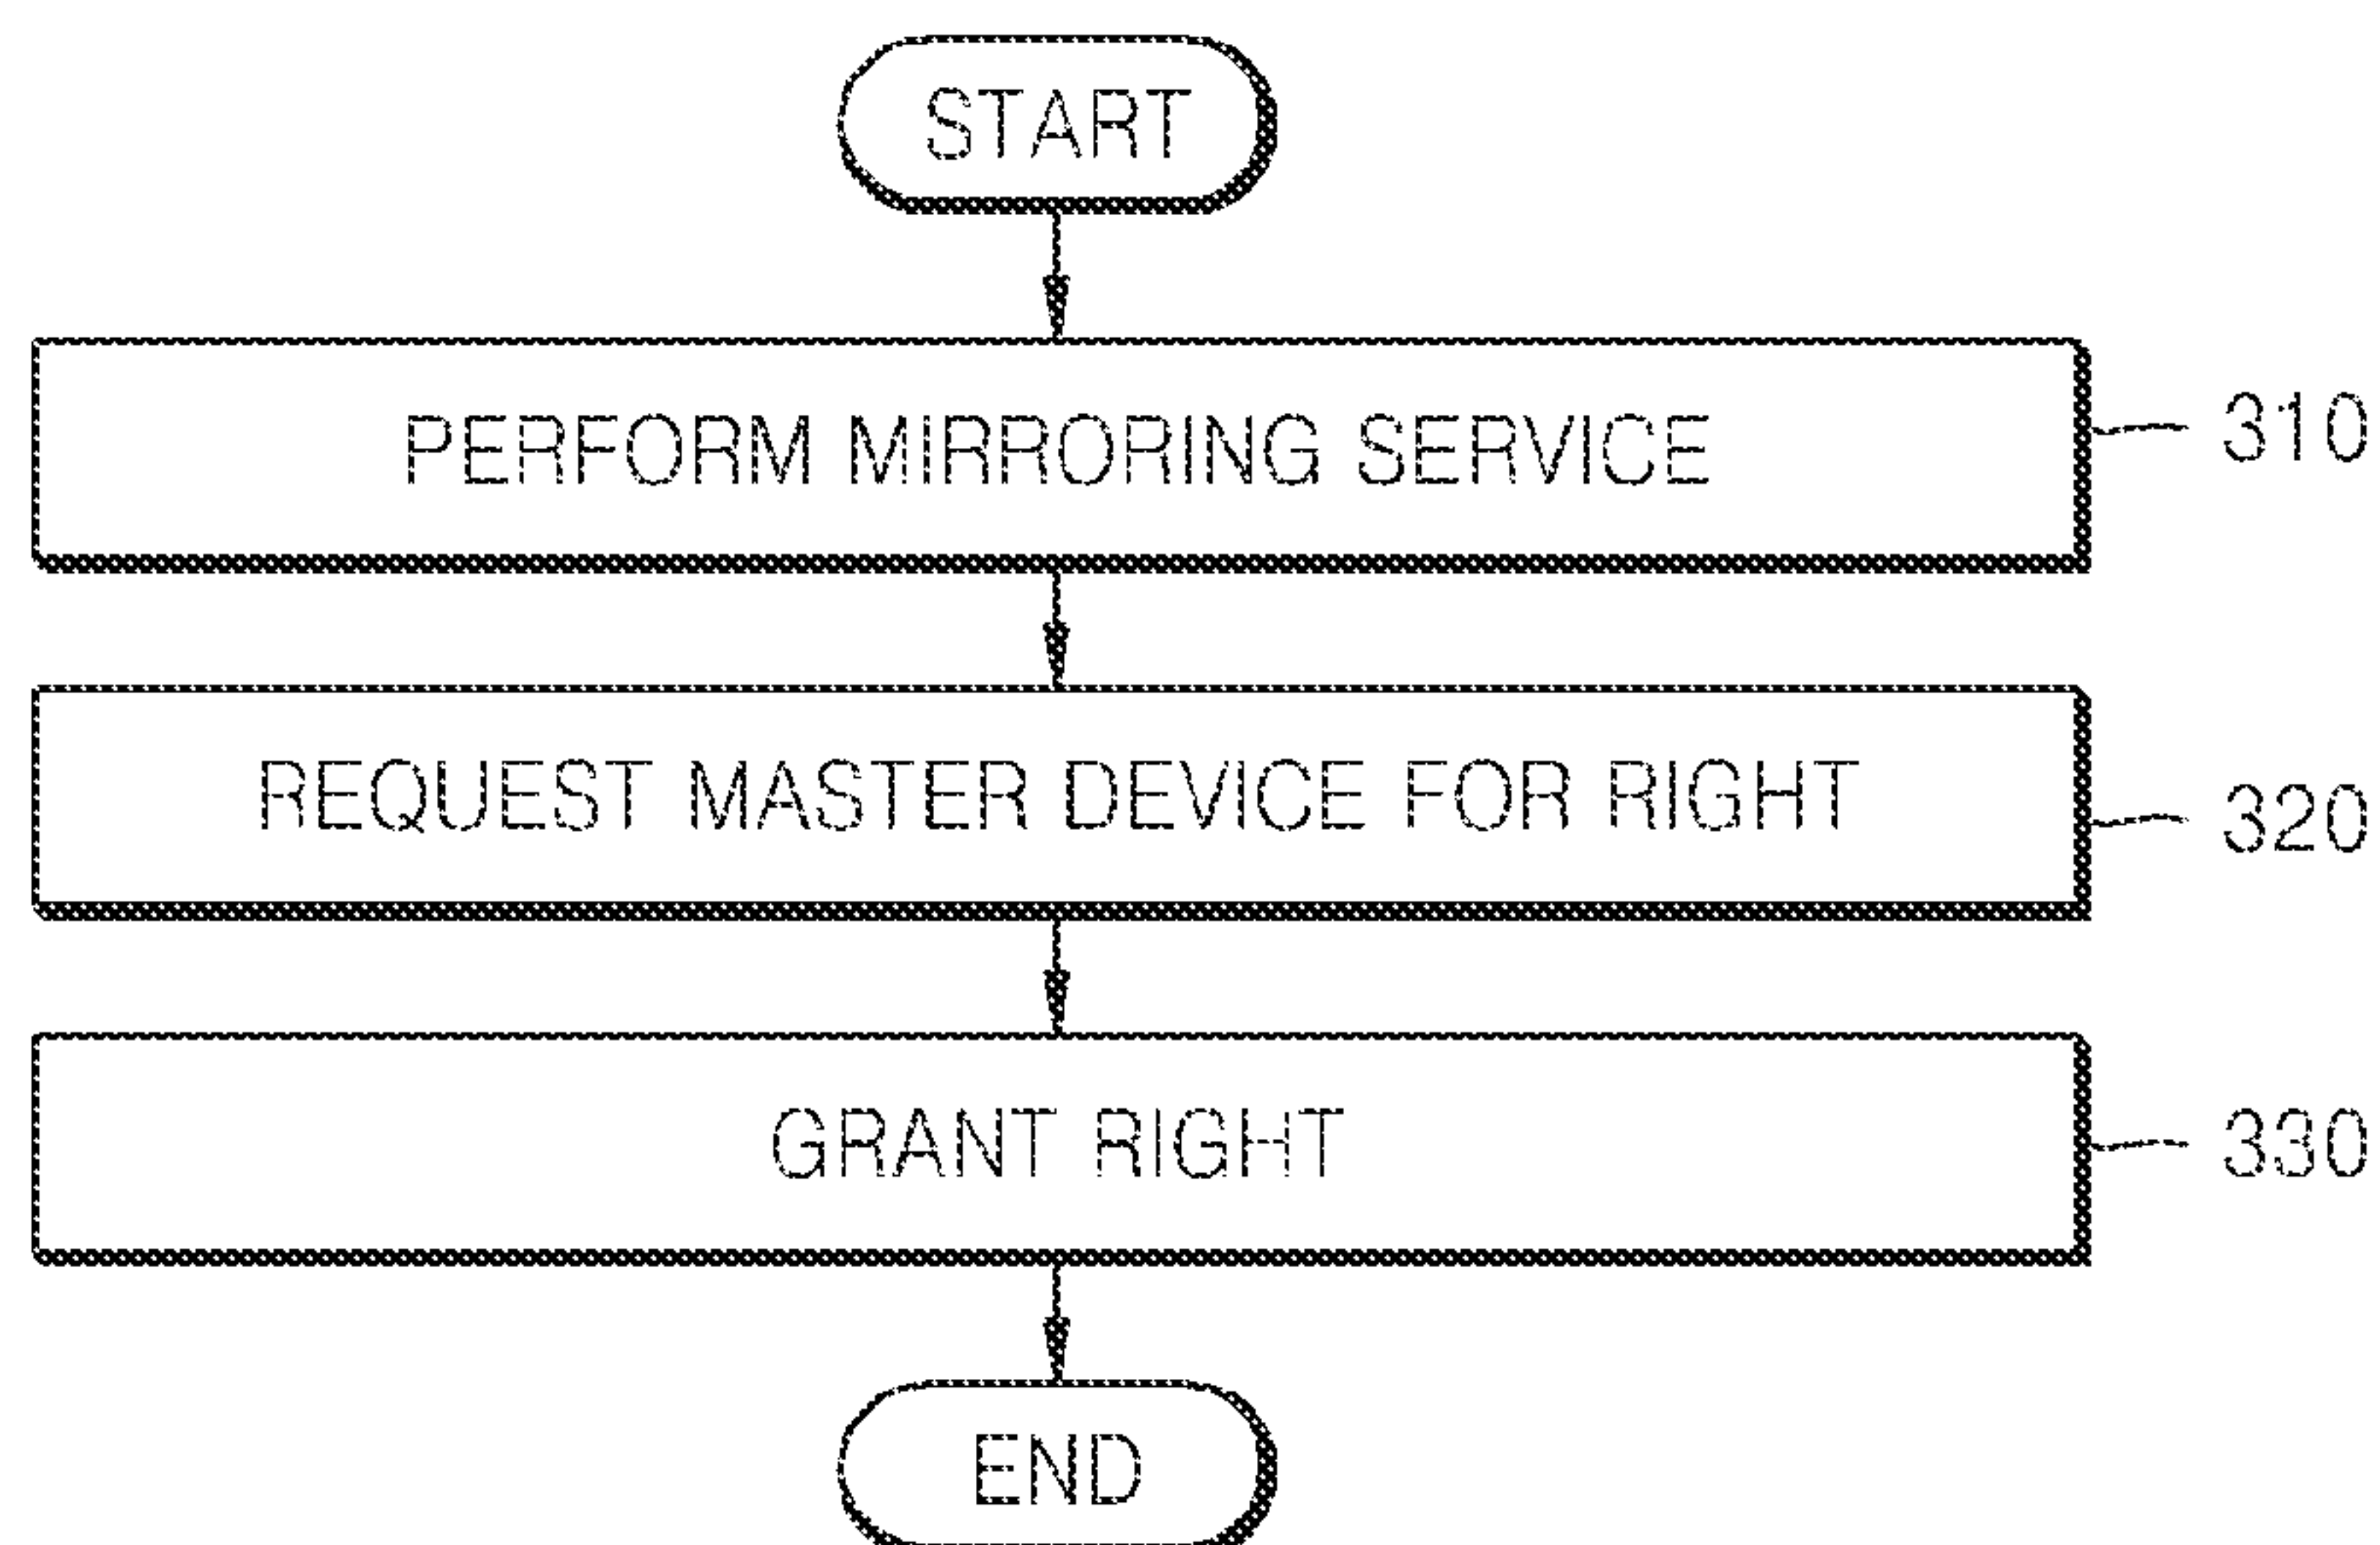 START
PERFORM MIRRORING SERVICE
310
REQUEST MASTER DEVICE FOR RIGHT
320
GRANT RIGHT
330
END